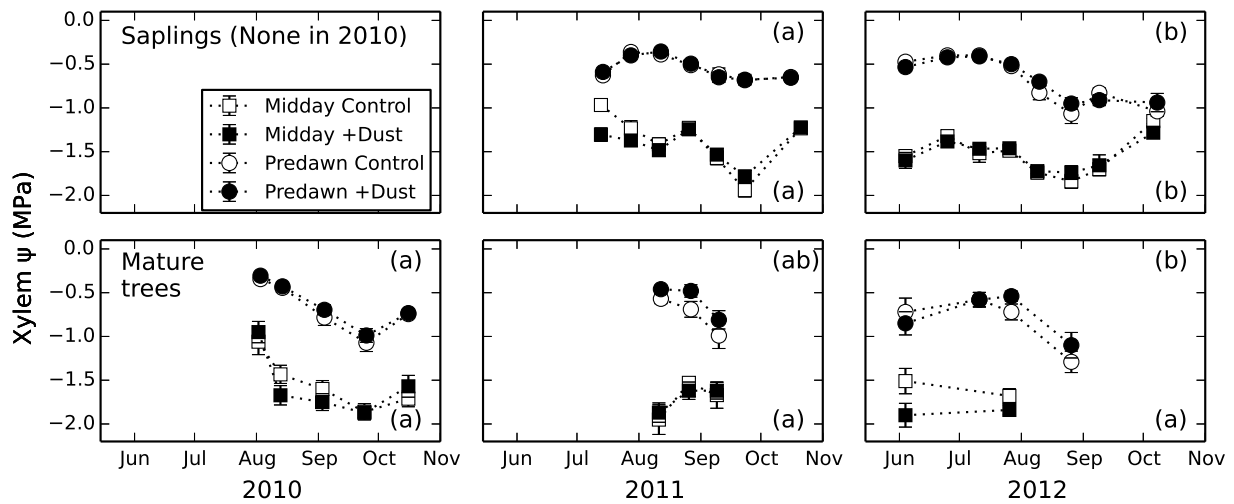 Xylem ψ (MPa)
0.0
−0.5
−1.0
−1.5
−2.0
Saplings (None in 2010)
Midday Control
Midday +Dust
Predawn Control
Predawn +Dust
(a)
(a)
(b)
(b)
0.0
−0.5
−1.0
−1.5
−2.0
Mature
trees
(a)
(a)
(ab)
(a)
(b)
(a)
Jun Jul Aug Sep Oct Nov
Jun Jul Aug Sep Oct Nov
Jun Jul Aug Sep Oct Nov
2010
2011
2012